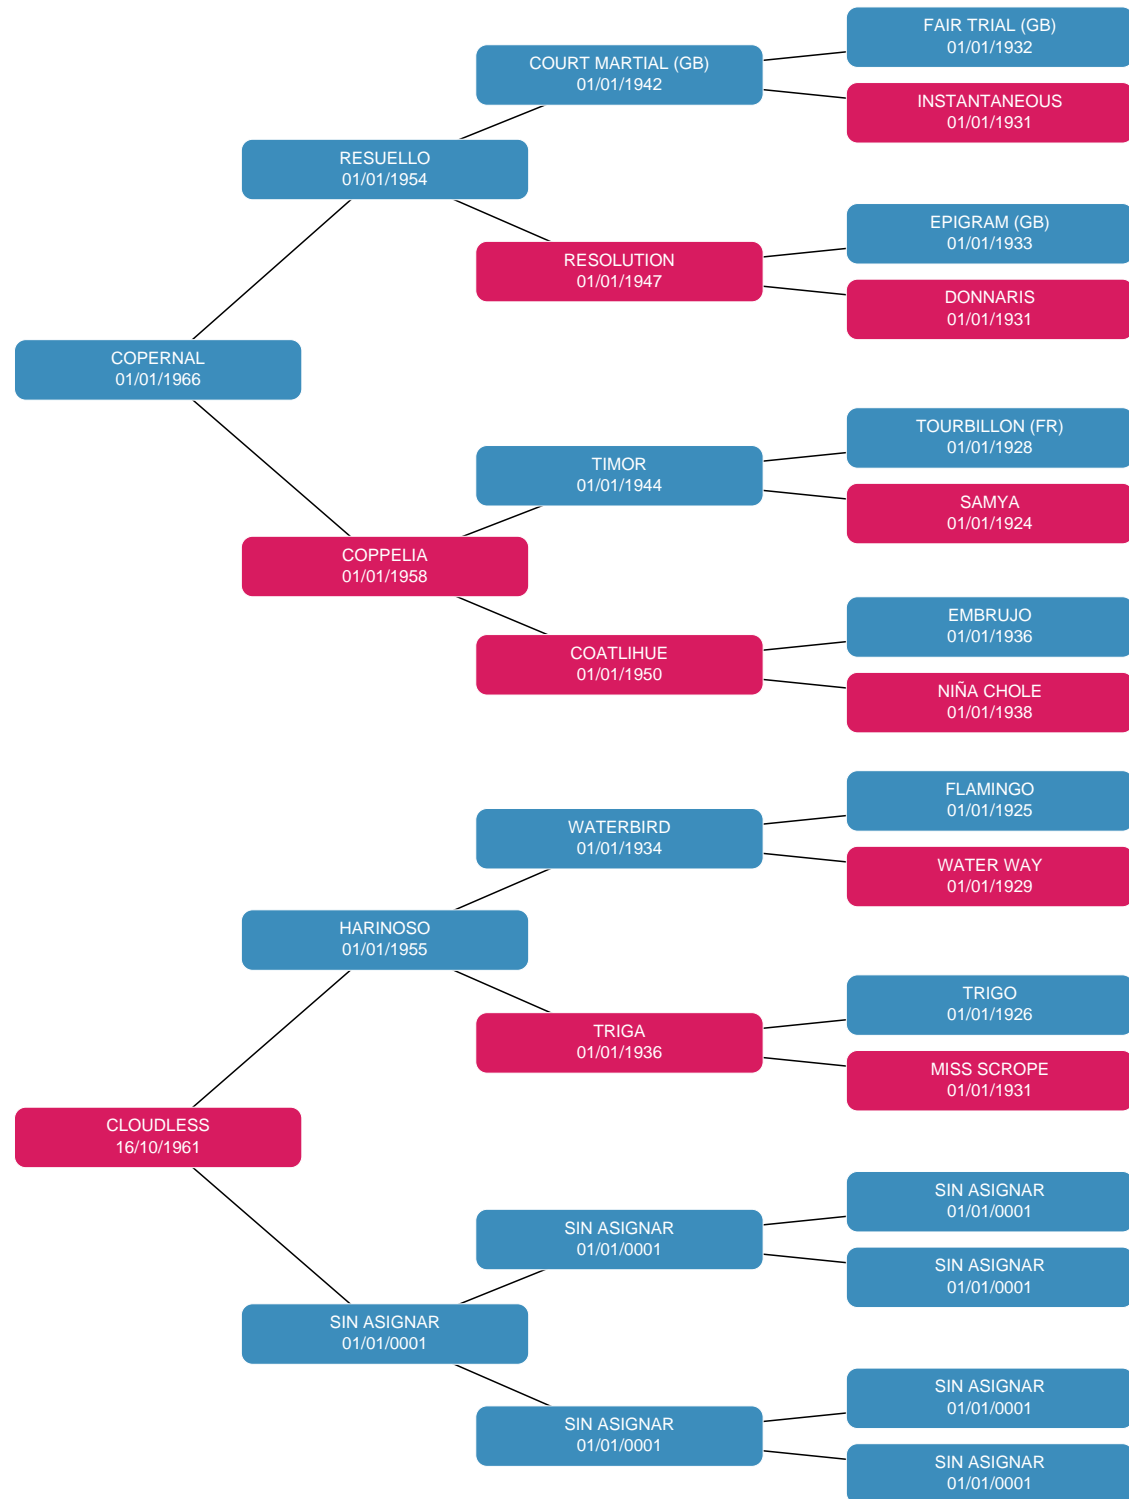 FAIR TRIAL (GB)
01/01/1932
COURT MARTIAL (GB)
01/01/1942
INSTANTANEOUS
01/01/1931
RESUELLO
01/01/1954
EPIGRAM (GB)
01/01/1933
RESOLUTION
01/01/1947
DONNARIS
01/01/1931
COPERNAL
01/01/1966
TOURBILLON (FR)
01/01/1928
TIMOR
01/01/1944
SAMYA
01/01/1924
COPPELIA
01/01/1958
EMBRUJO
01/01/1936
COATLIHUE
01/01/1950
NIÑA CHOLE
01/01/1938
FLAMINGO
01/01/1925
WATERBIRD
01/01/1934
WATER WAY
01/01/1929
HARINOSO
01/01/1955
TRIGO
01/01/1926
TRIGA
01/01/1936
MISS SCROPE
01/01/1931
CLOUDLESS
16/10/1961
SIN ASIGNAR
01/01/0001
SIN ASIGNAR
01/01/0001
SIN ASIGNAR
01/01/0001
SIN ASIGNAR
01/01/0001
SIN ASIGNAR
01/01/0001
SIN ASIGNAR
01/01/0001
SIN ASIGNAR
01/01/0001